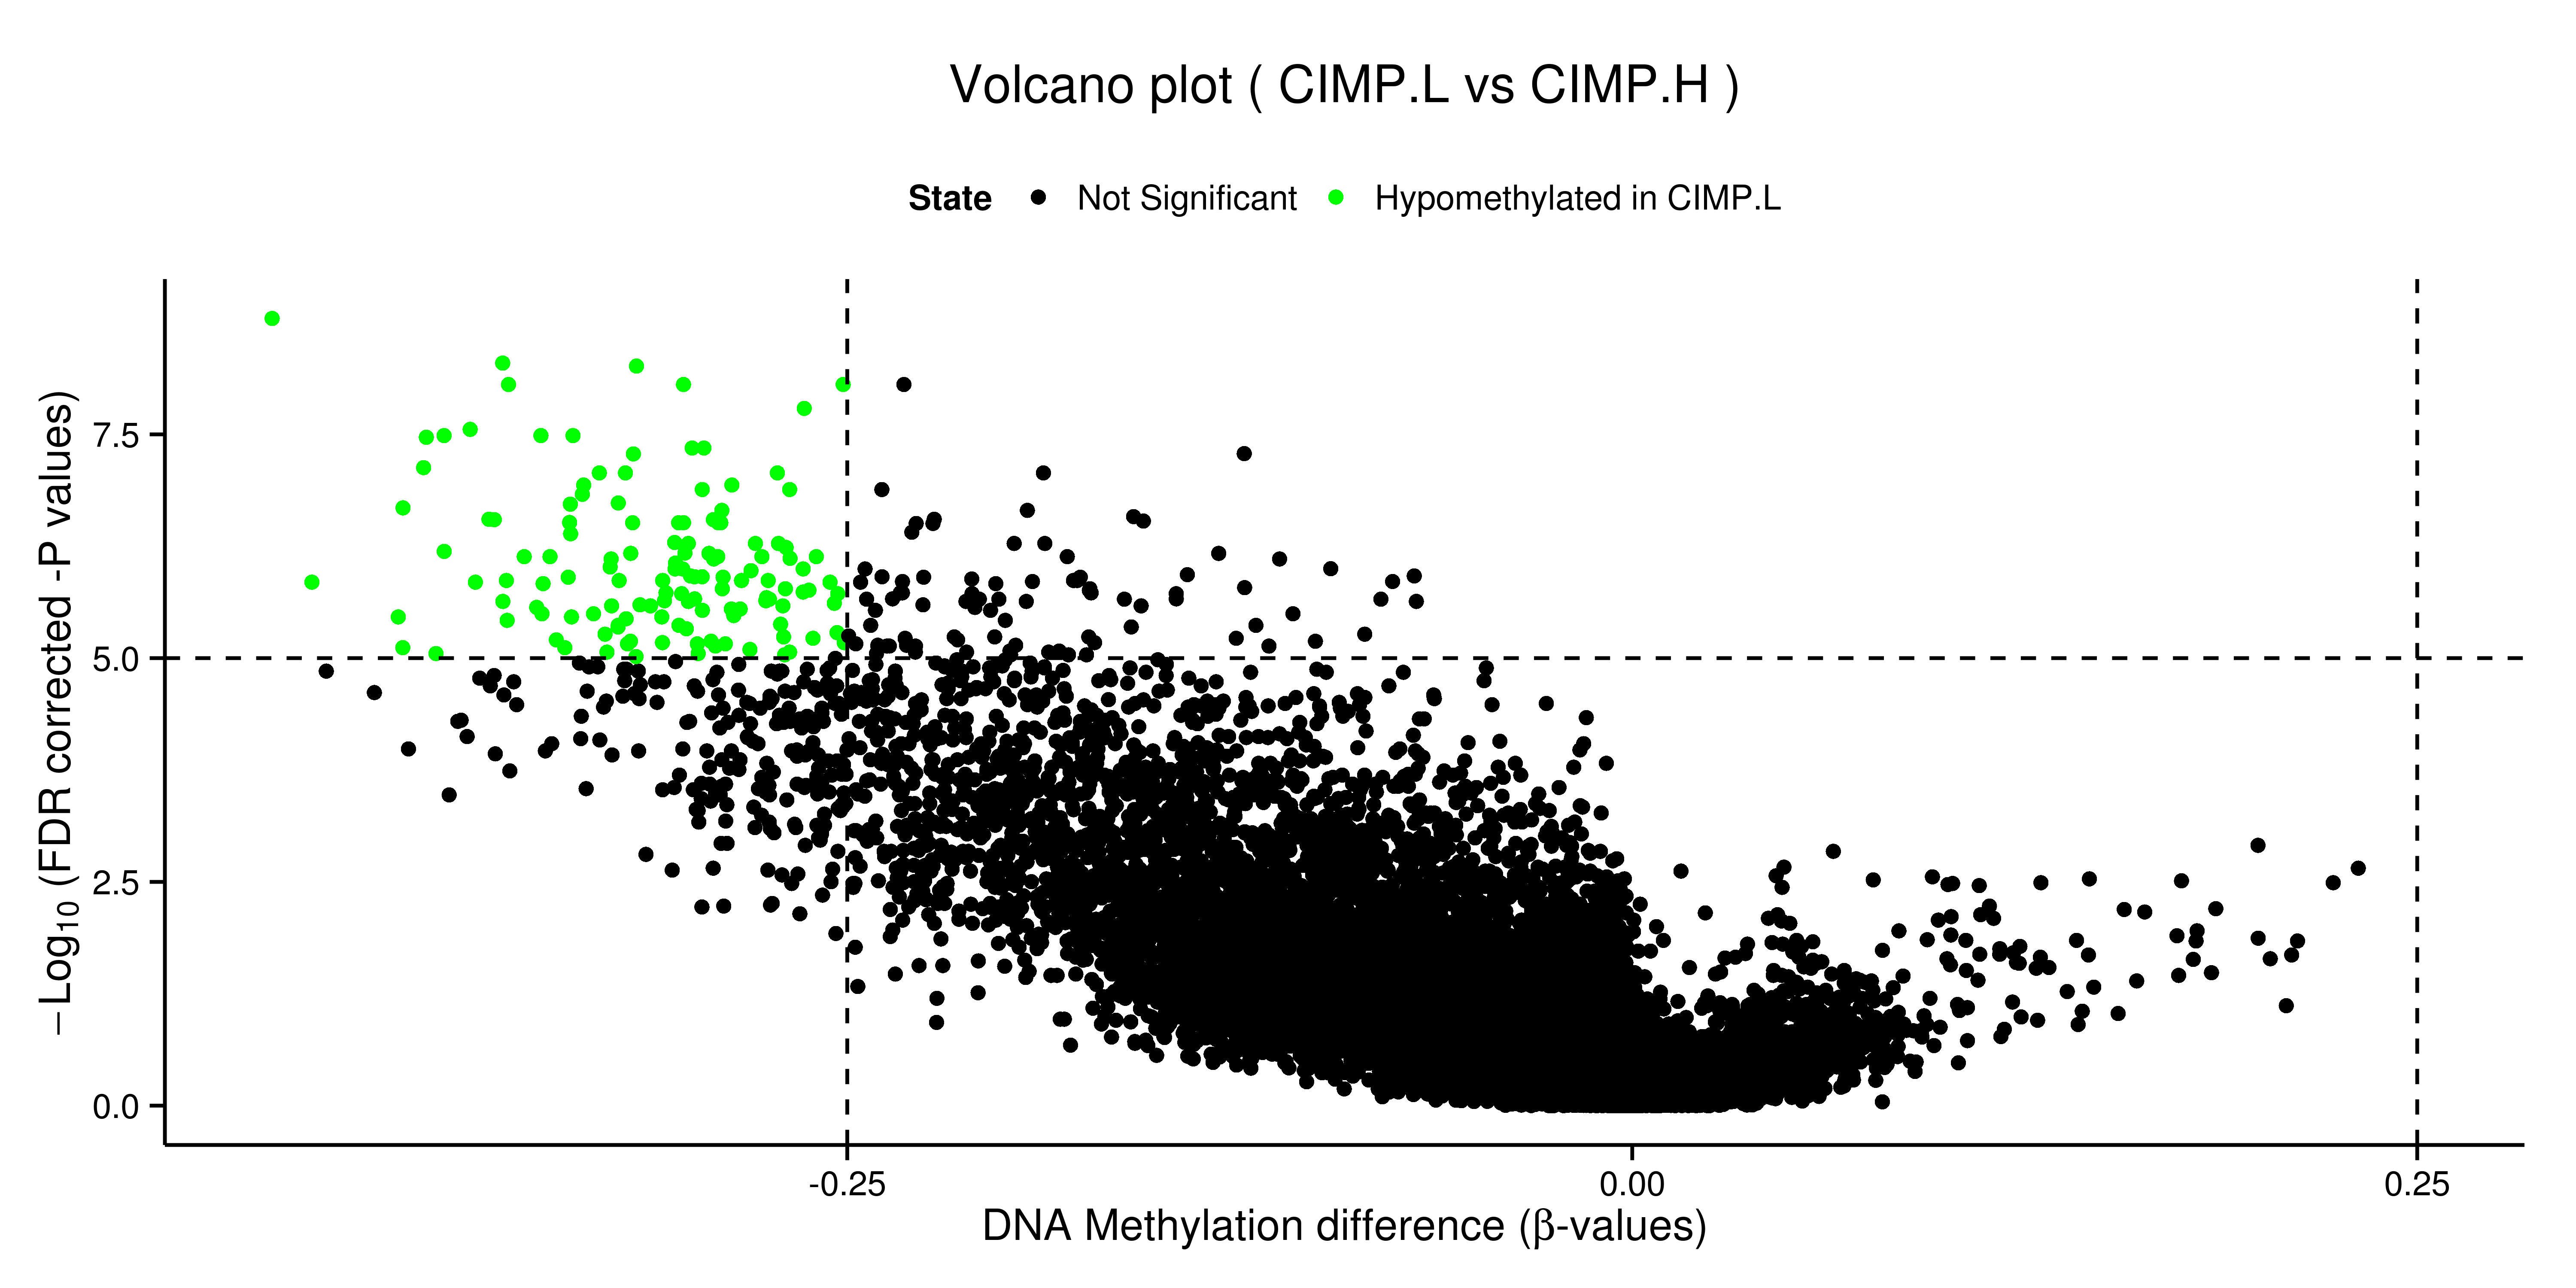 Volcano plot ( CIMP.L vs CIMP.H )
State Not Significant Hypomethylated in CIMP.L
−Log10 (FDR corrected -P values)
7.5
5.0
2.5
0.0
-0.25 0.00 0.25
DNA Methylation difference (β-values)